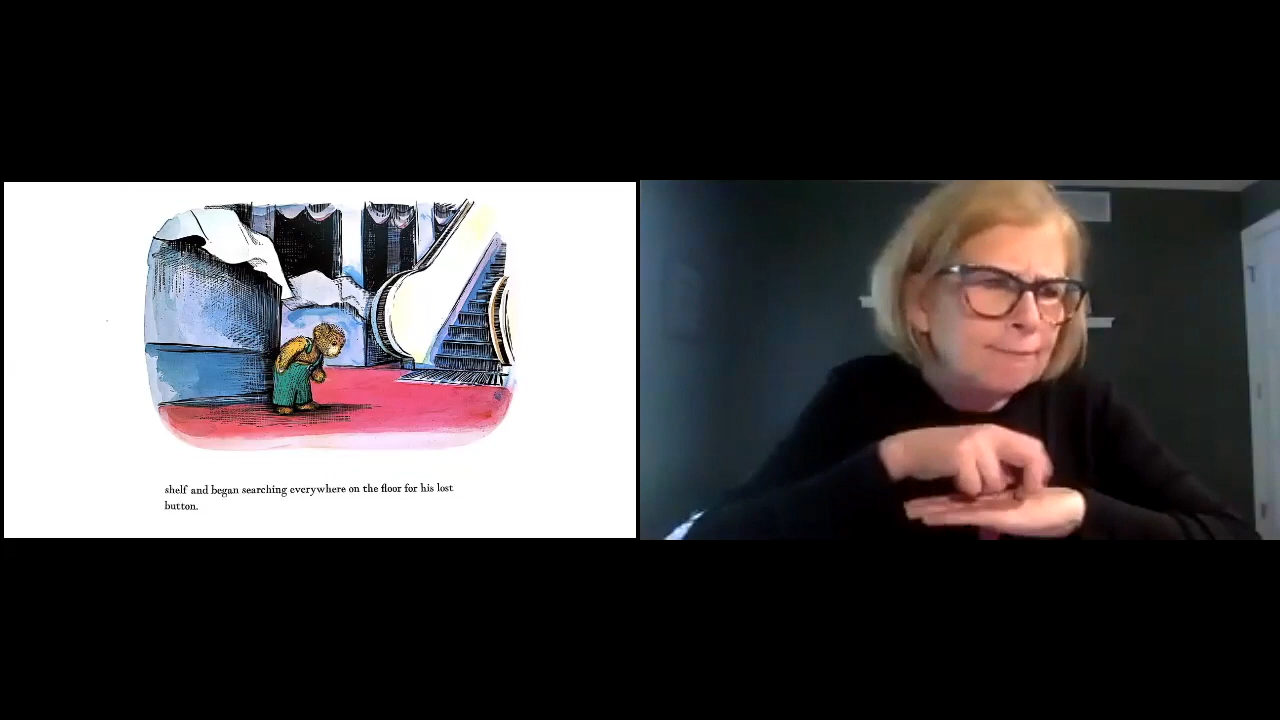 shelf and began searching everywhere on the floor for his lost
button.